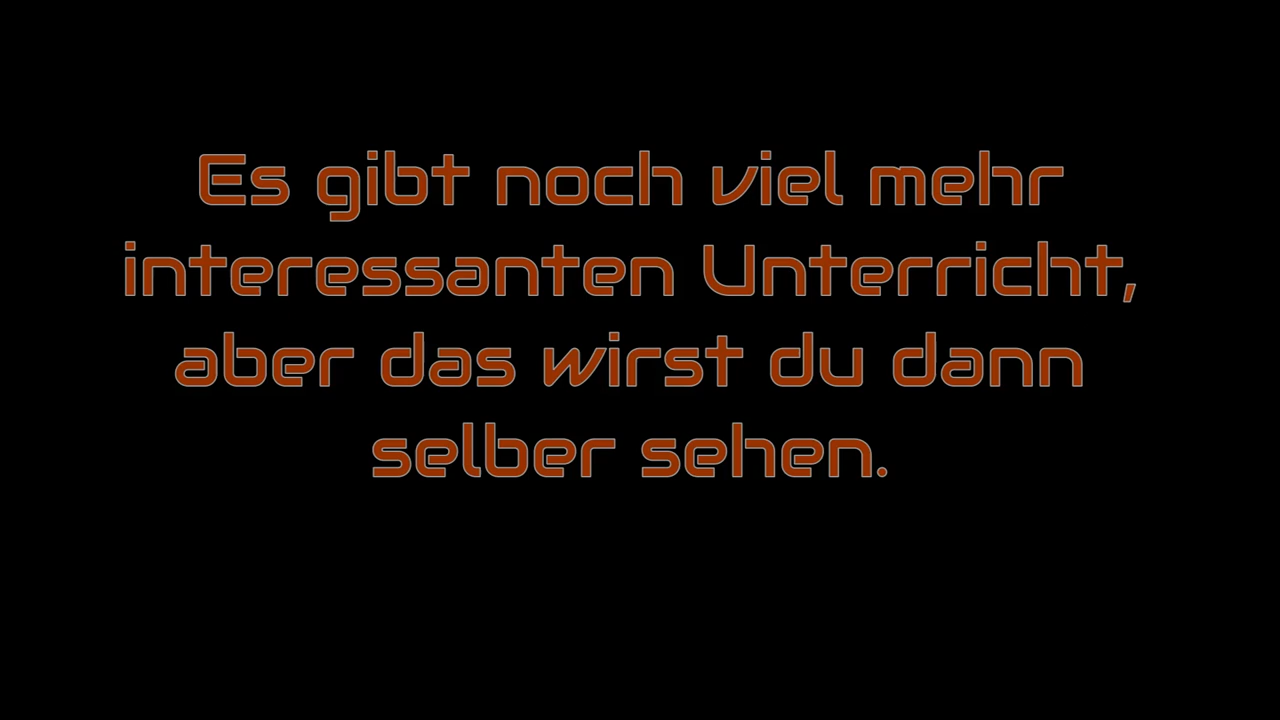 Es gibt noch viel mehr
interessanten Unterricht,
aber das wirst du dann
selber sehen.